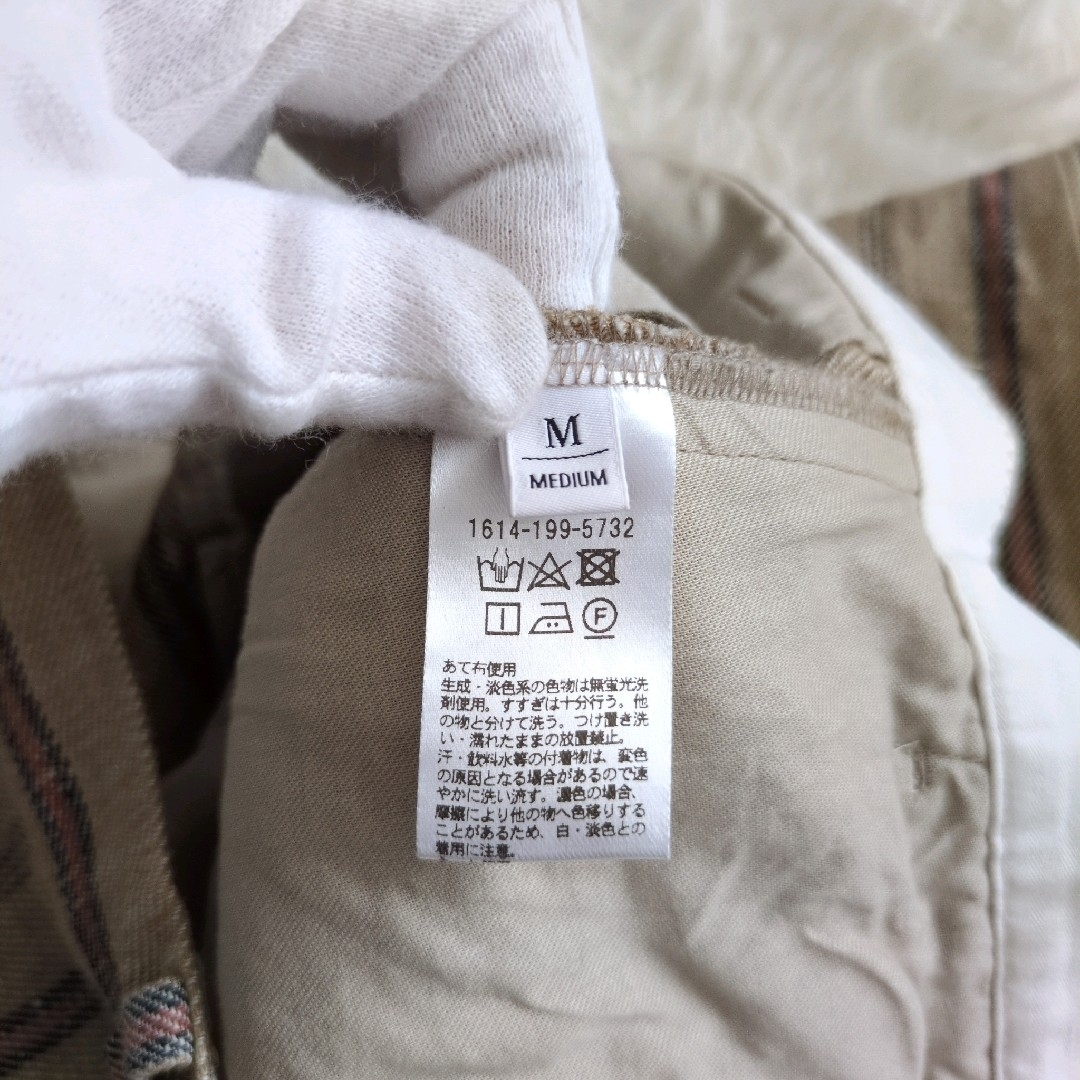 M
MEDIUM
1614-199-5732
F
あて布使用
生成・淡色系の色物は無蛍光洗
剤使用。すすぎは十分行う。他
の物と分けて洗う。つけ置き洗
い・濡れたままの放置禁止。
汗・飲料水等の付着物は、変色
の原因となる場合があるので速
やかに洗い流す。濃色の場合、
摩擦により他の物へ色移りする
ことがあるため、白・淡色との
着用に注意。